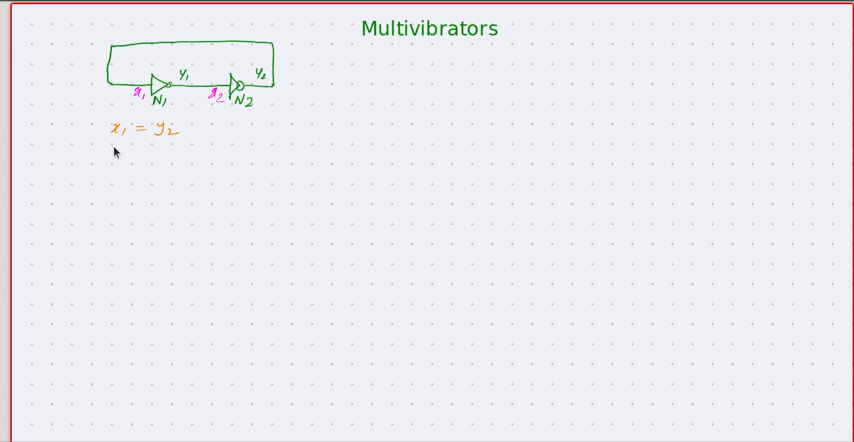 Multivibrators
y₁ y₂
x₁ x₂
N₁ N₂
x₁ = y₂